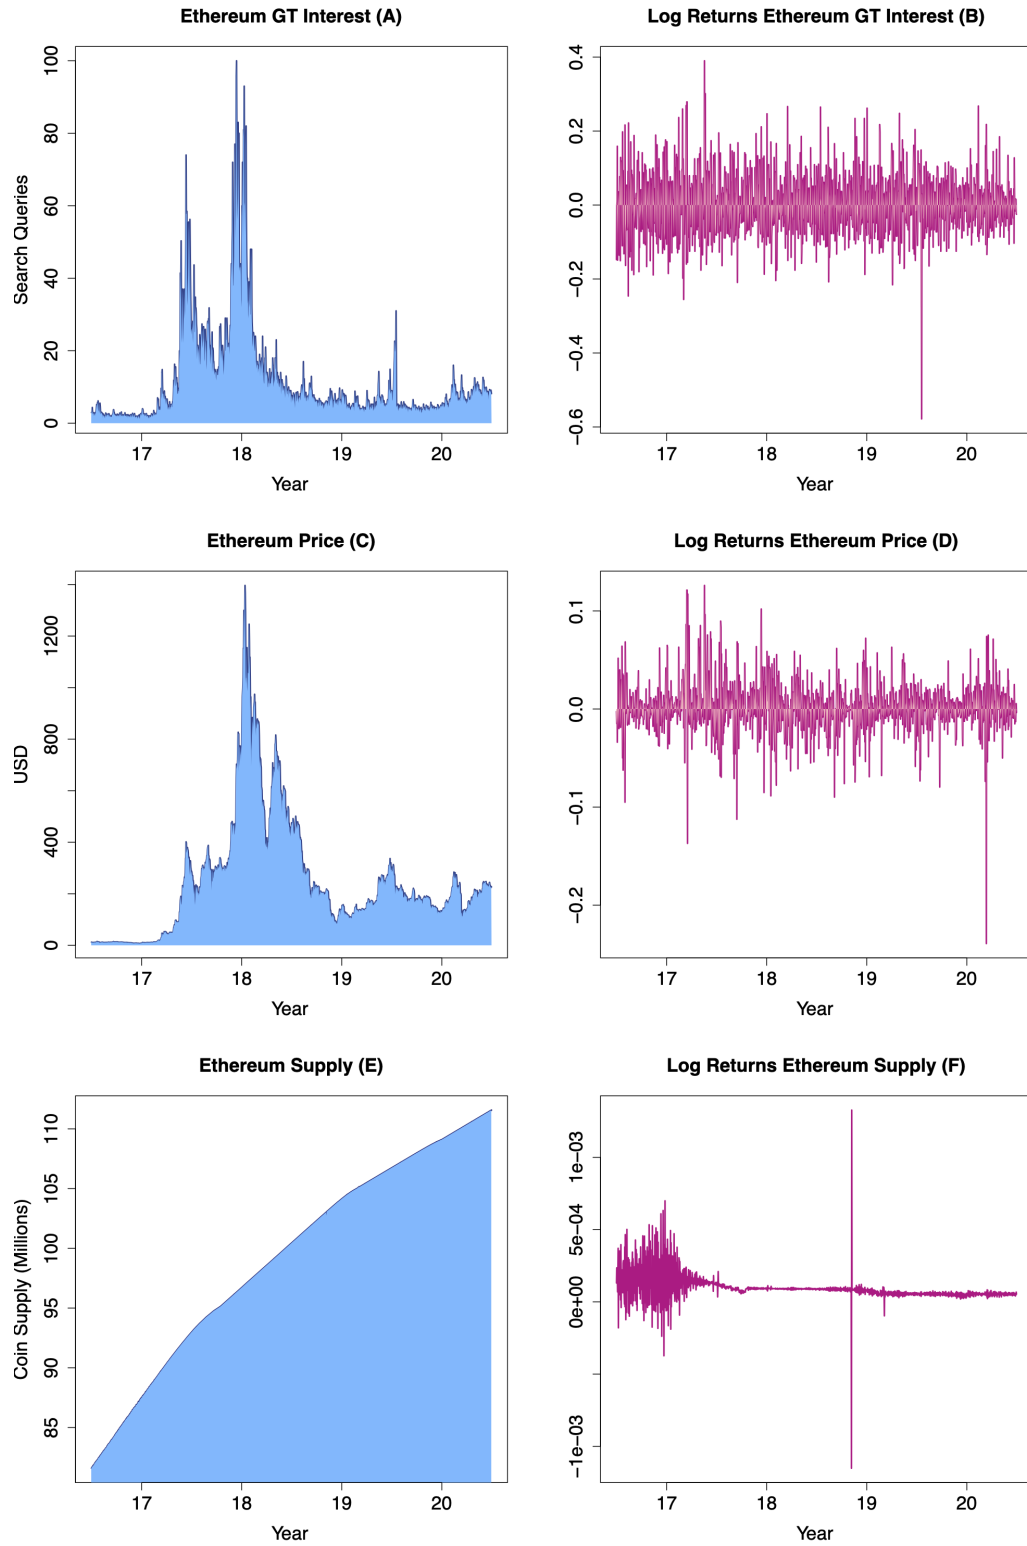 Ethereum GT Interest (A)
Search Queries
100
80
60
40
20
0
17 18 19 20
Year
Log Returns Ethereum GT Interest (B)
0.4
0.2
0.0
−0.2
−0.4
−0.6
17 18 19 20
Year
Ethereum Price (C)
USD
1200
800
400
0
17 18 19 20
Year
Log Returns Ethereum Price (D)
0.1
0.0
−0.1
−0.2
17 18 19 20
Year
Ethereum Supply (E)
Coin Supply (Millions)
110
105
100
95
90
85
17 18 19 20
Year
Log Returns Ethereum Supply (F)
1e−03
5e−04
0e+00
−1e−03
17 18 19 20
Year